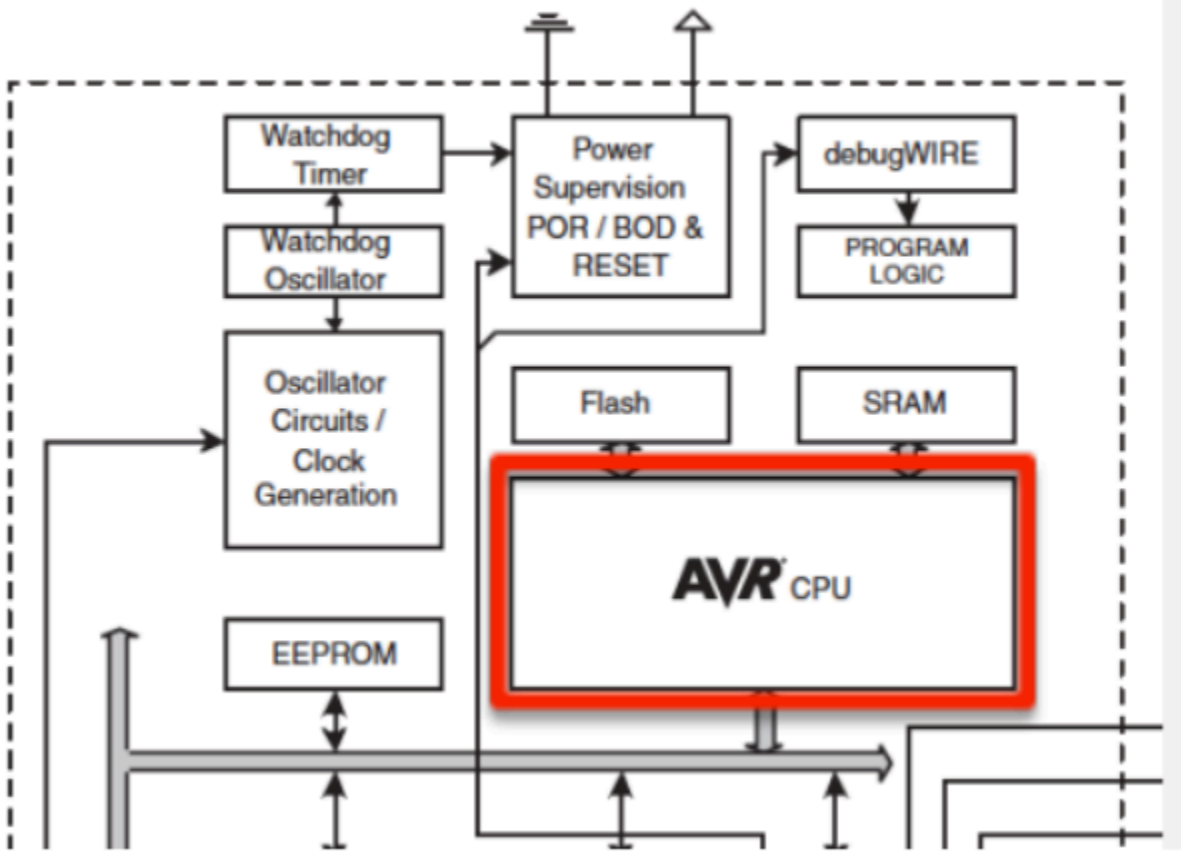 Watchdog
Timer
Power
Supervision
POR / BOD &
RESET
debugWIRE
Watchdog
Oscillator
PROGRAM
LOGIC
Oscillator
Circuits /
Clock
Generation
Flash
SRAM
AVR CPU
EEPROM